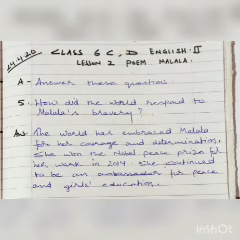 14.4.20
CLASS 6 C, D ENGLISH-II
LESSON 2 POEM MALALA.
A - Answer these question.
5. How did the world respond to
Malala's bravery?
Ans The world has embraced Malala
for her courage and determination.
She won the Nobel peace prize for
her work in 2014. She continued
to be an ambassador for peace
and girls' education.
InShOt